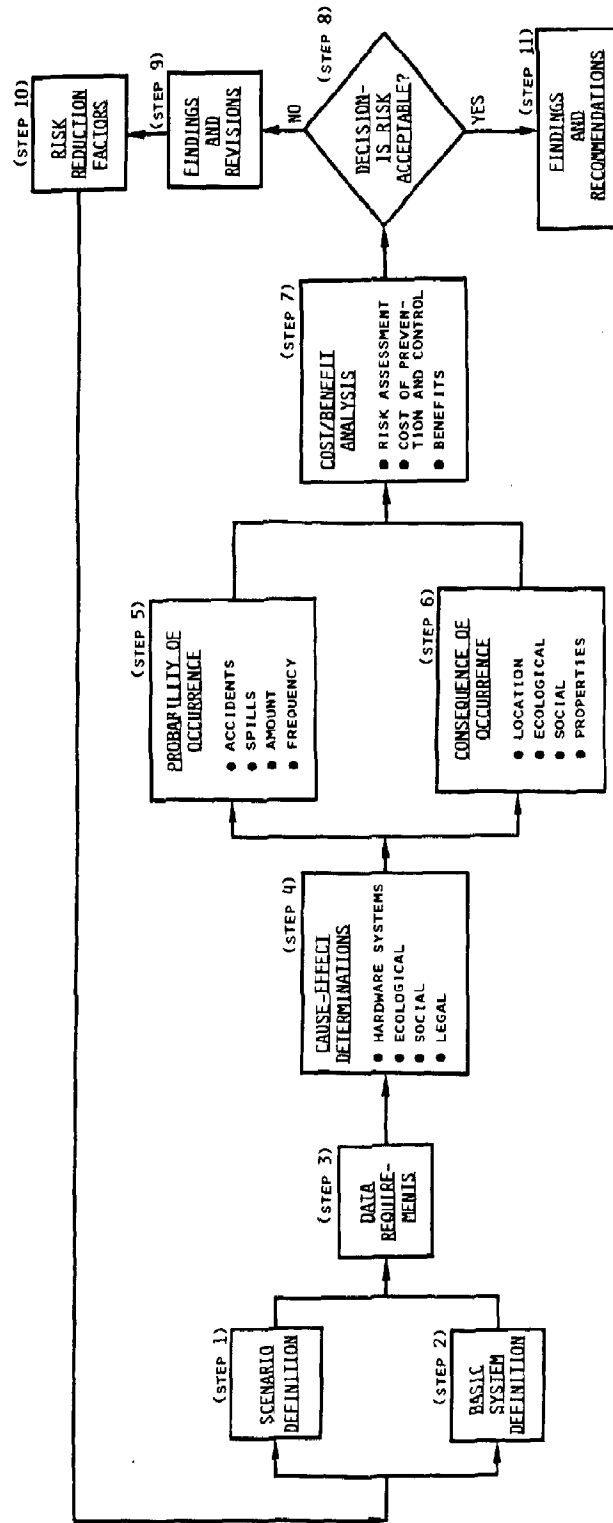 (STEP 1)
SCENARIO
DEFINITION
(STEP 2)
BASIC
SYSTEM
DEFINITION
(STEP 3)
DATA
REQUIRE-
MENTS
(STEP 4)
CAUSE-EFFECT
DETERMINATIONS
● HARDWARE SYSTEMS
● ECOLOGICAL
● SOCIAL
● LEGAL
(STEP 5)
PROBABILITY OF
OCCURRENCE
● ACCIDENTS
● SPILLS
● AMOUNT
● FREQUENCY
(STEP 6)
CONSEQUENCE OF
OCCURRENCE
● LOCATION
● ECOLOGICAL
● SOCIAL
● PROPERTIES
(STEP 7)
COST/BENEFIT
ANALYSIS
● RISK ASSESSMENT
● COST OF PREVEN-
TION AND CONTROL
● BENEFITS
(STEP 8)
DECISION-
IS RISK
ACCEPTABLE?
NO
YES
(STEP 9)
FINDINGS
AND
REVISIONS
(STEP 10)
RISK
REDUCTION
FACTORS
(STEP 11)
FINDINGS
AND
RECOMMENDATIONS